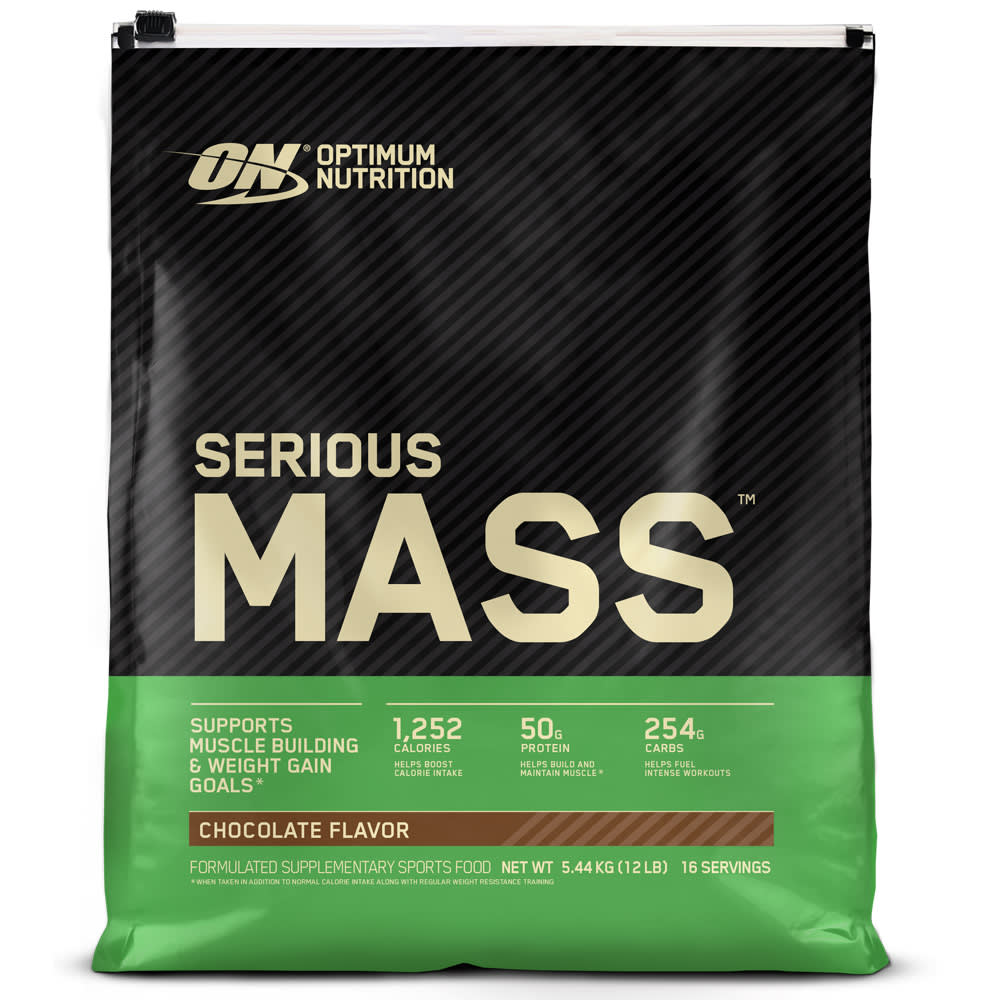 ON® OPTIMUM
NUTRITION
SERIOUS
MASS™
SUPPORTS
MUSCLE BUILDING
& WEIGHT GAIN
GOALS*
1,252
CALORIES
HELPS BOOST
CALORIE INTAKE
50G
PROTEIN
HELPS BUILD AND
MAINTAIN MUSCLE*
254G
CARBS
HELPS FUEL
INTENSE WORKOUTS
CHOCOLATE FLAVOR
FORMULATED SUPPLEMENTARY SPORTS FOOD NET WT 5.44 KG (12 LB) 16 SERVINGS
*WHEN TAKEN IN ADDITION TO NORMAL CALORIE INTAKE ALONG WITH REGULAR WEIGHT RESISTANCE TRAINING